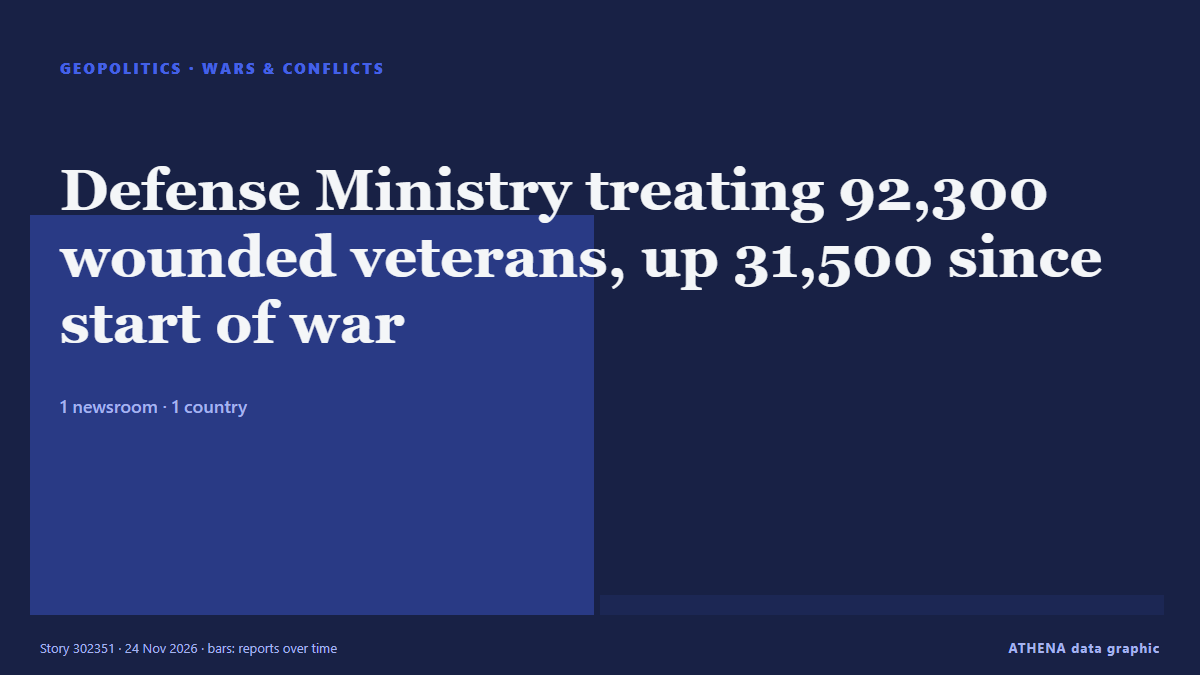 GEOPOLITICS · WARS & CONFLICTS
Defense Ministry treating 92,300
wounded veterans, up 31,500 since
start of war
1 newsroom · 1 country
Story 302351 · 24 Nov 2026 · bars: reports over time
ATHENA data graphic